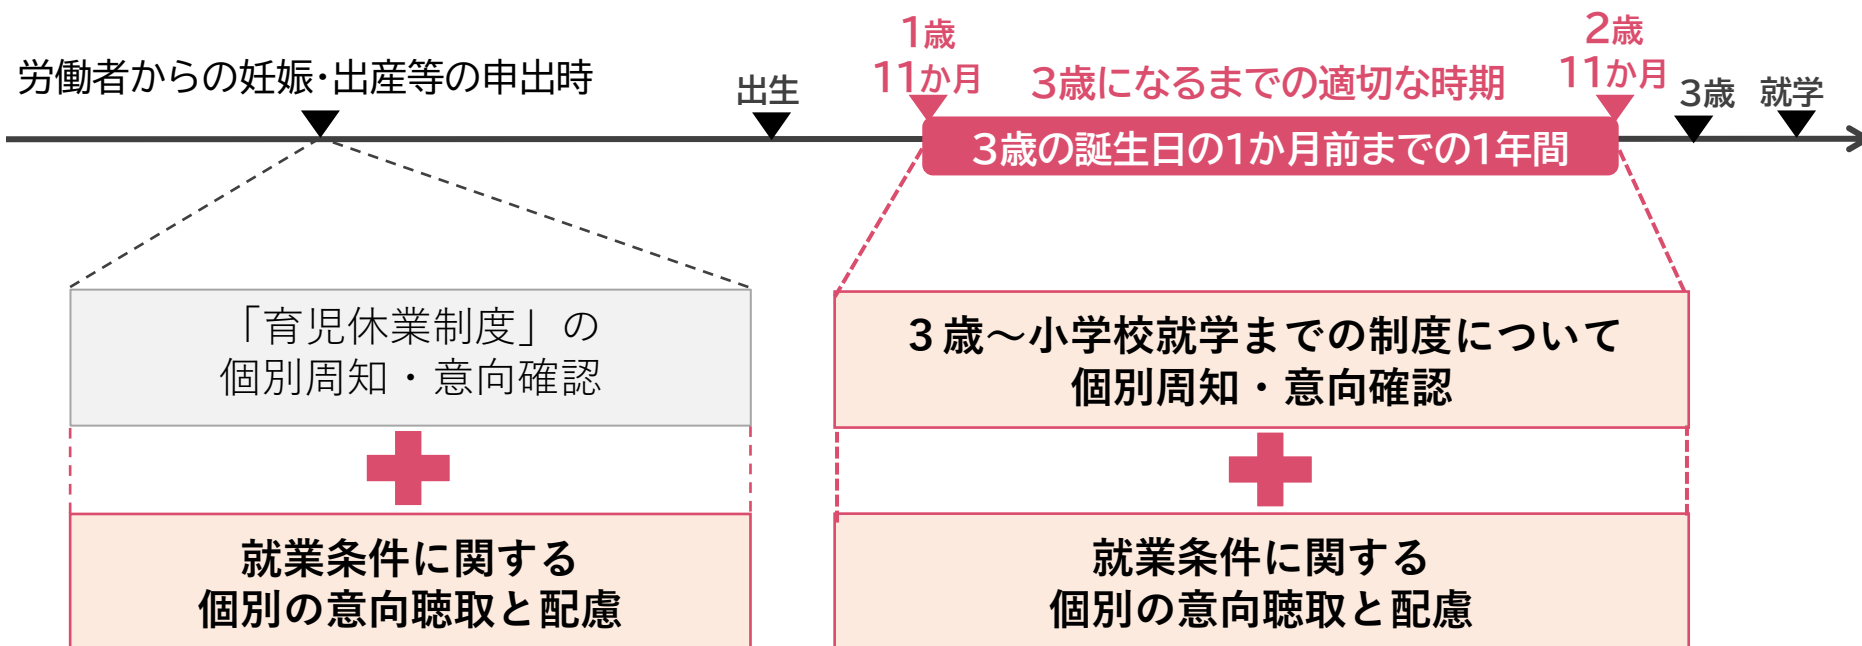 労働者からの妊娠・出産等の申出時
出生
1歳
11か月
3歳になるまでの適切な時期
2歳
11か月
3歳
就学
3歳の誕生日の1か月前までの1年間
「育児休業制度」の
個別周知・意向確認
３歳～小学校就学までの制度について
個別周知・意向確認
就業条件に関する
個別の意向聴取と配慮
就業条件に関する
個別の意向聴取と配慮